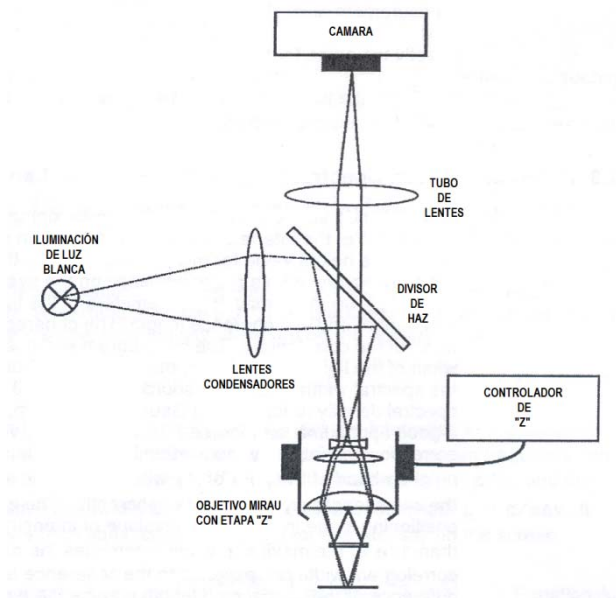 CAMARA
TUBO
DE
LENTES
ILUMINACIÓN
DE LUZ
BLANCA
DIVISOR
DE
HAZ
LENTES
CONDENSADORES
CONTROLADOR
DE
"Z"
OBJETIVO MIRAU
CON ETAPA "Z"